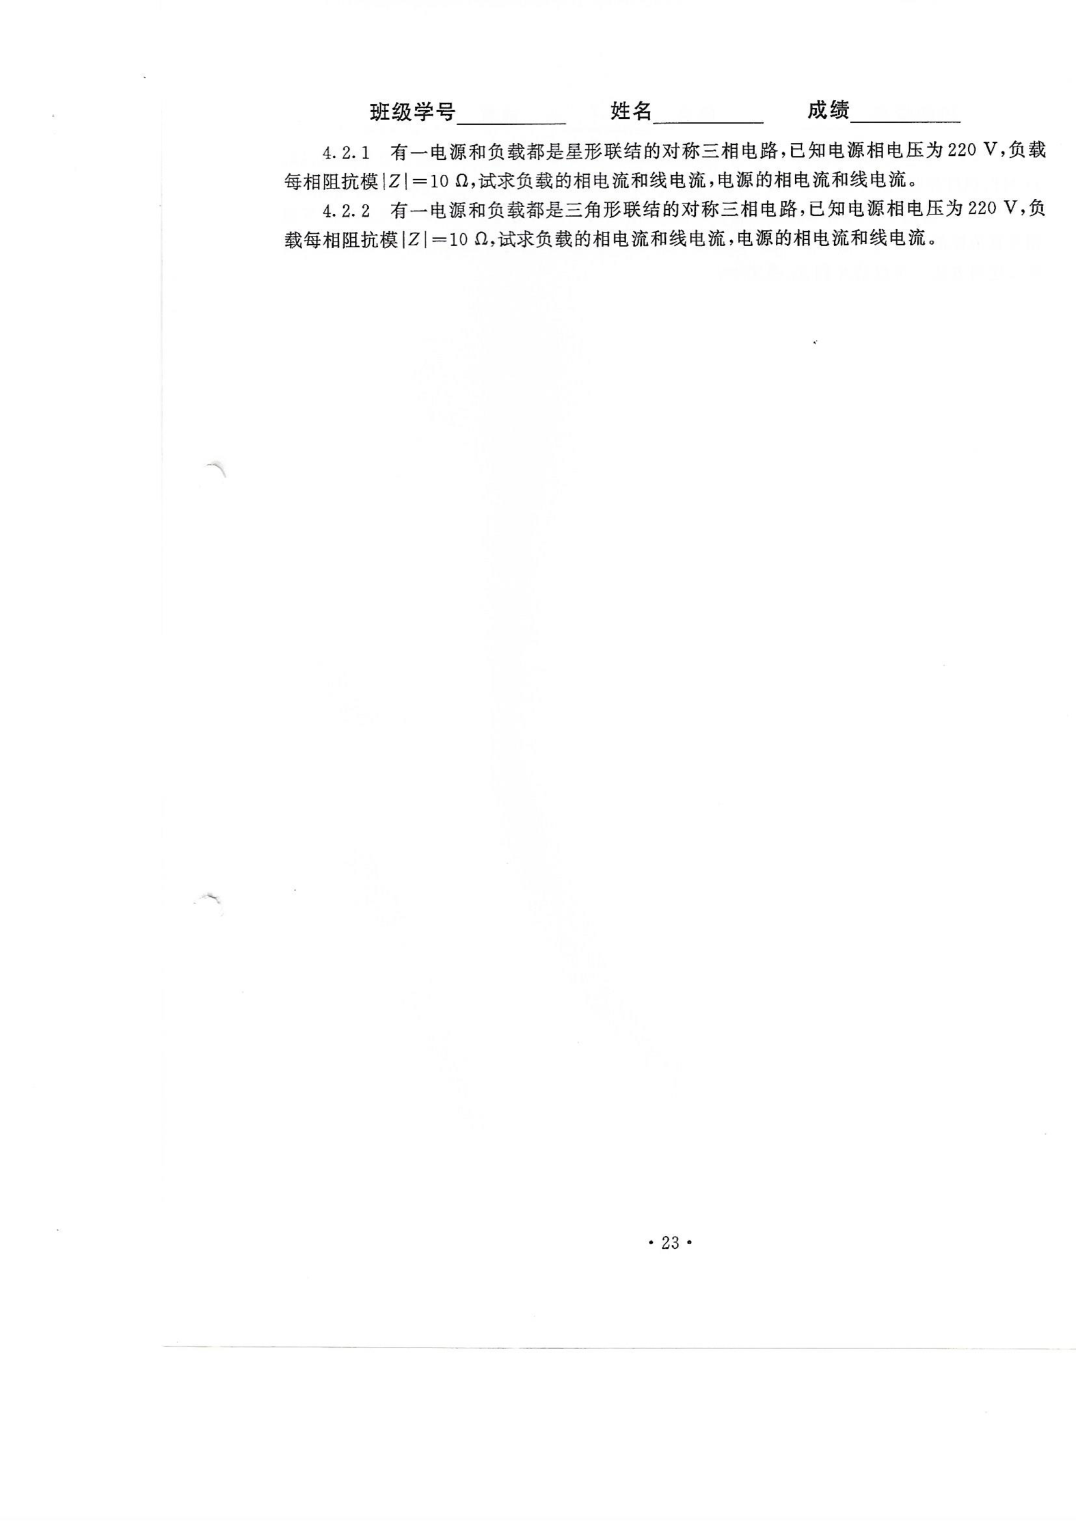 班级学号__________ 姓名__________ 成绩__________
4.2.1 有一电源和负载都是星形联结的对称三相电路,已知电源相电压为 220 V,负载
每相阻抗模|Z|=10 Ω,试求负载的相电流和线电流,电源的相电流和线电流。
4.2.2 有一电源和负载都是三角形联结的对称三相电路,已知电源相电压为 220 V,负
载每相阻抗模|Z|=10 Ω,试求负载的相电流和线电流,电源的相电流和线电流。
· 23 ·